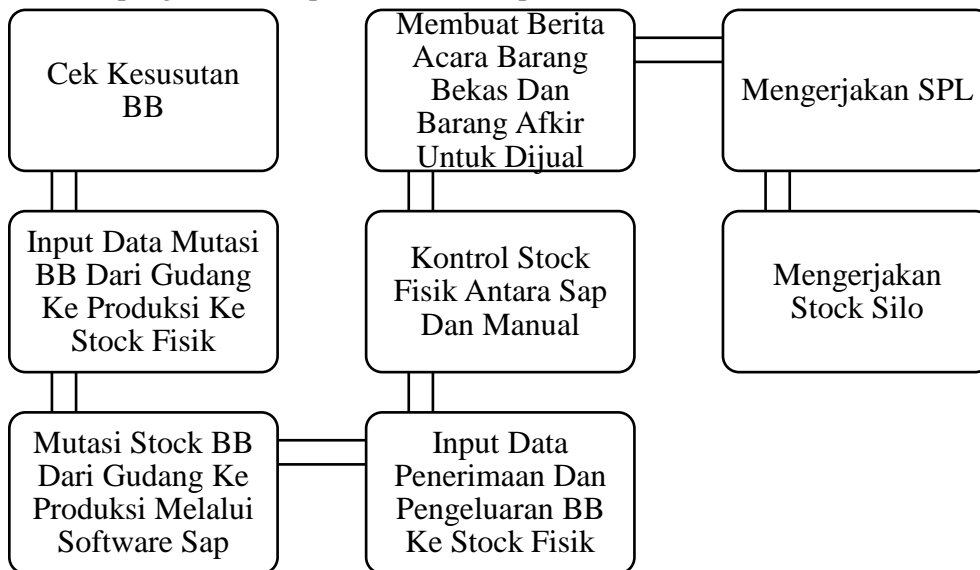 Cek Kesusutan
BB
Input Data Mutasi
BB Dari Gudang
Ke Produksi Ke
Stock Fisik
Mutasi Stock BB
Dari Gudang Ke
Produksi Melalui
Software Sap
Input Data
Penerimaan Dan
Pengeluaran BB
Ke Stock Fisik
Kontrol Stock
Fisik Antara Sap
Dan Manual
Membuat Berita
Acara Barang
Bekas Dan
Barang Afkir
Untuk Dijual
Mengerjakan SPL
Mengerjakan
Stock Silo